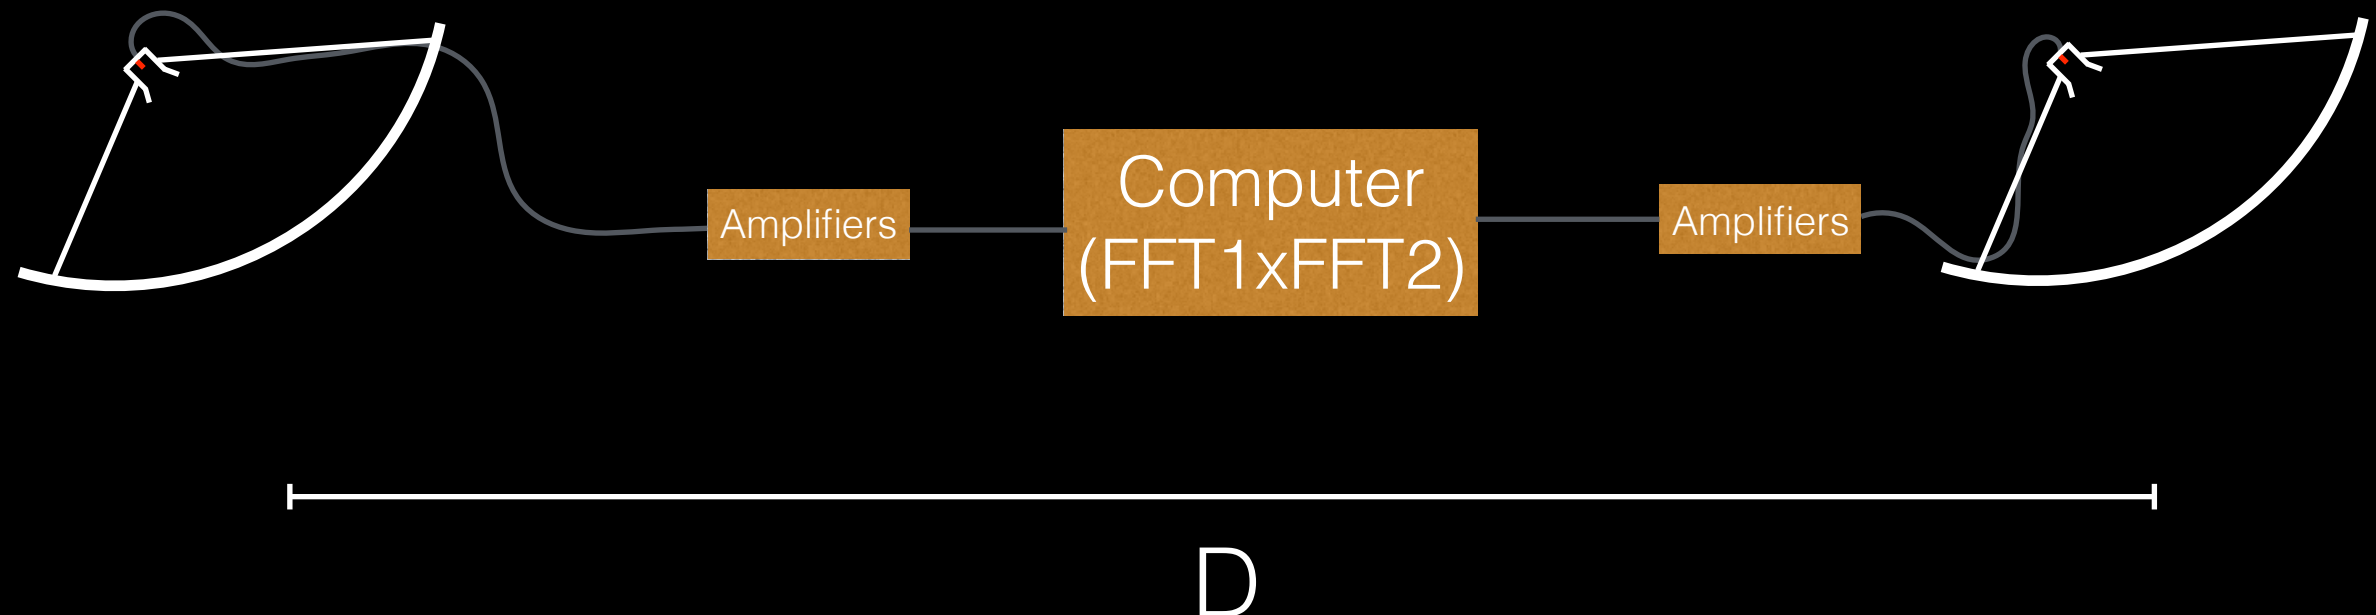 Amplifiers
Computer
(FFT1xFFT2)
Amplifiers
D